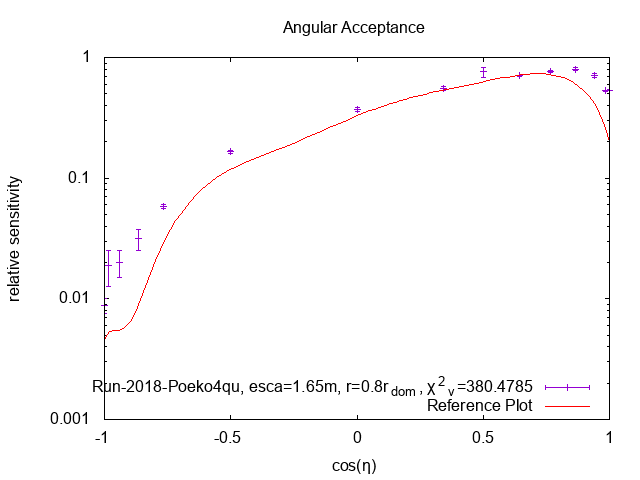 Angular Acceptance
relative sensitivity
1
0.1
0.01
0.001
Run-2018-Poeko4qu, esca=1.65m, r=0.8r_dom, χ²_ν=380.4785
Reference Plot
-1
-0.5
0
0.5
1
cos(η)